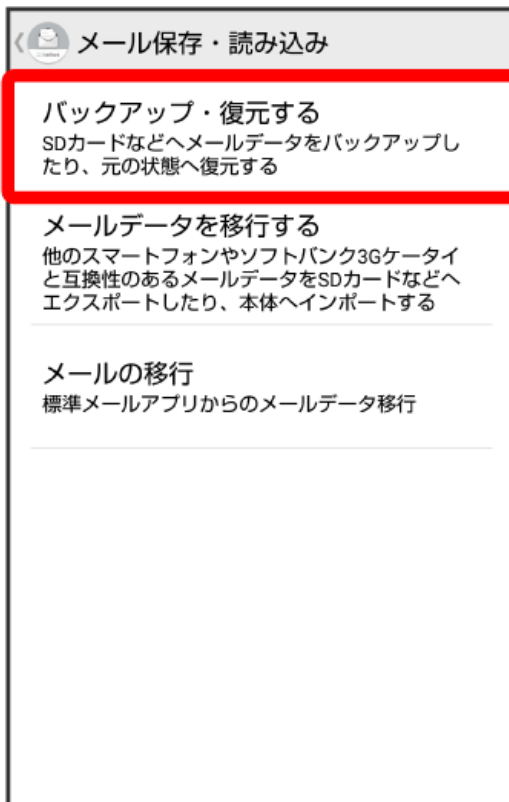 メール保存・読み込み
バックアップ・復元する
SDカードなどへメールデータをバックアップし
たり、元の状態へ復元する
メールデータを移行する
他のスマートフォンやソフトバンク3Gケータイ
と互換性のあるメールデータをSDカードなどへ
エクスポートしたり、本体へインポートする
メールの移行
標準メールアプリからのメールデータ移行